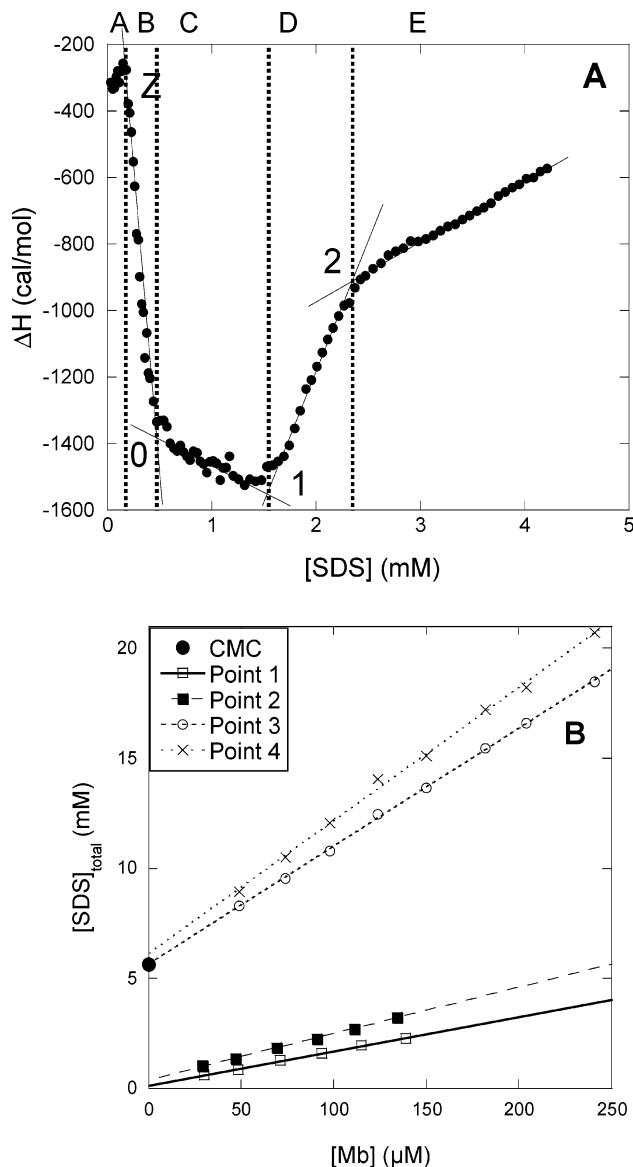 A B C D E
-200
A
Z
-400
-600
-800
2
-1000
-1200
-1400
0
1
-1600
0 1 2 3 4 5
ΔH (cal/mol)
[SDS] (mM)
20
CMC
Point 1
Point 2
Point 3
Point 4
B
15
10
5
0
0 50 100 150 200 250
[SDS]total (mM)
[Mb] (µM)